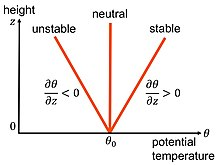 height
z
unstable
neutral
stable
∂θ/∂z < 0
∂θ/∂z > 0
0
θ₀
θ
potential
temperature